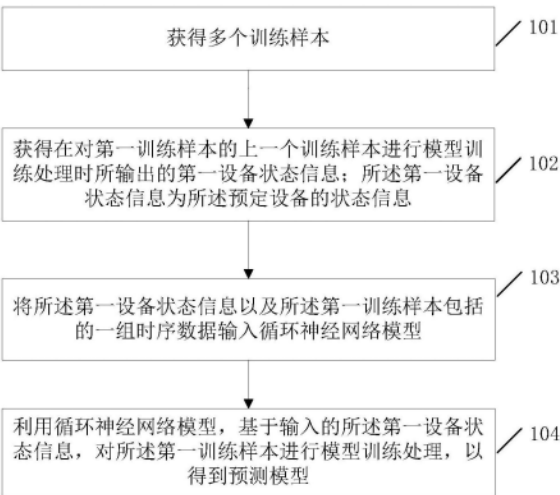 获得多个训练样本
101
获得在对第一训练样本的上一个训练样本进行模型训
练处理时所输出的第一设备状态信息；所述第一设备
状态信息为所述预定设备的状态信息
102
将所述第一设备状态信息以及所述第一训练样本包括
的一组时序数据输入循环神经网络模型
103
利用循环神经网络模型，基于输入的所述第一设备状
态信息，对所述第一训练样本进行模型训练处理，以
得到预测模型
104